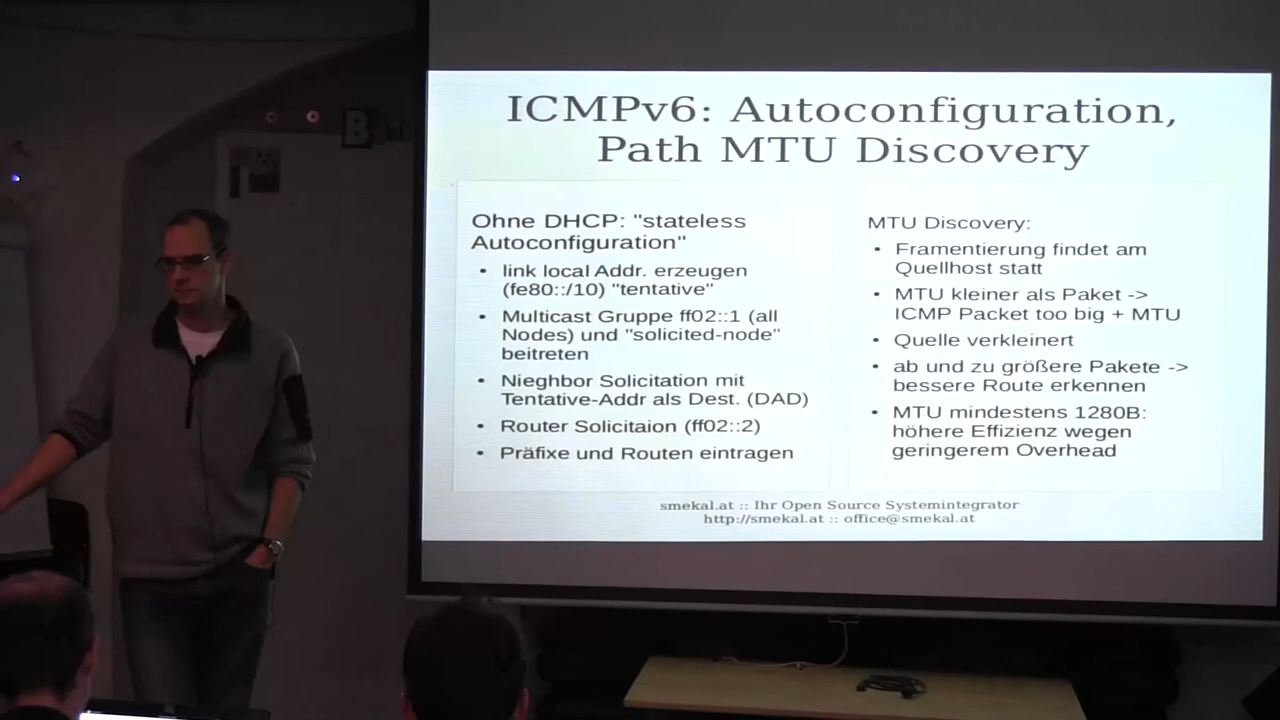 ICMPv6: Autoconfiguration,
Path MTU Discovery
Ohne DHCP: "stateless
Autoconfiguration"
• link local Addr. erzeugen
(fe80::/10) "tentative"
• Multicast Gruppe ff02::1 (all
Nodes) und "solicited-node"
beitreten
• Nieghbor Solicitation mit
Tentative-Addr als Dest. (DAD)
• Router Solicitaion (ff02::2)
• Präfixe und Routen eintragen
MTU Discovery:
• Framentierung findet am
Quellhost statt
• MTU kleiner als Paket ->
ICMP Packet too big + MTU
• Quelle verkleinert
• ab und zu größere Pakete ->
bessere Route erkennen
• MTU mindestens 1280B:
höhere Effizienz wegen
geringerem Overhead
smekal.at :: Ihr Open Source Systemintegrator
http://smekal.at :: office@smekal.at